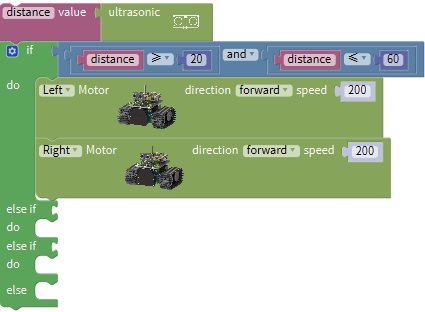 distance value ultrasonic
if distance ≥ 20 and distance ≤ 60
do Left Motor direction forward speed 200
Right Motor direction forward speed 200
else if
do
else if
do
else